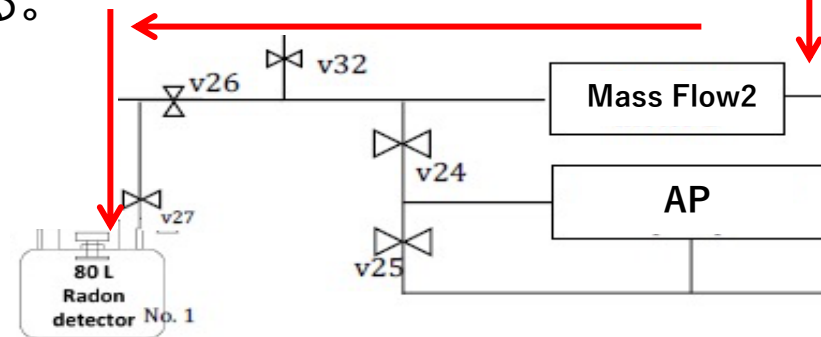 る。
v32
v26
Mass Flow2
v24
AP
v27
v25
80 L
Radon
detector No. 1